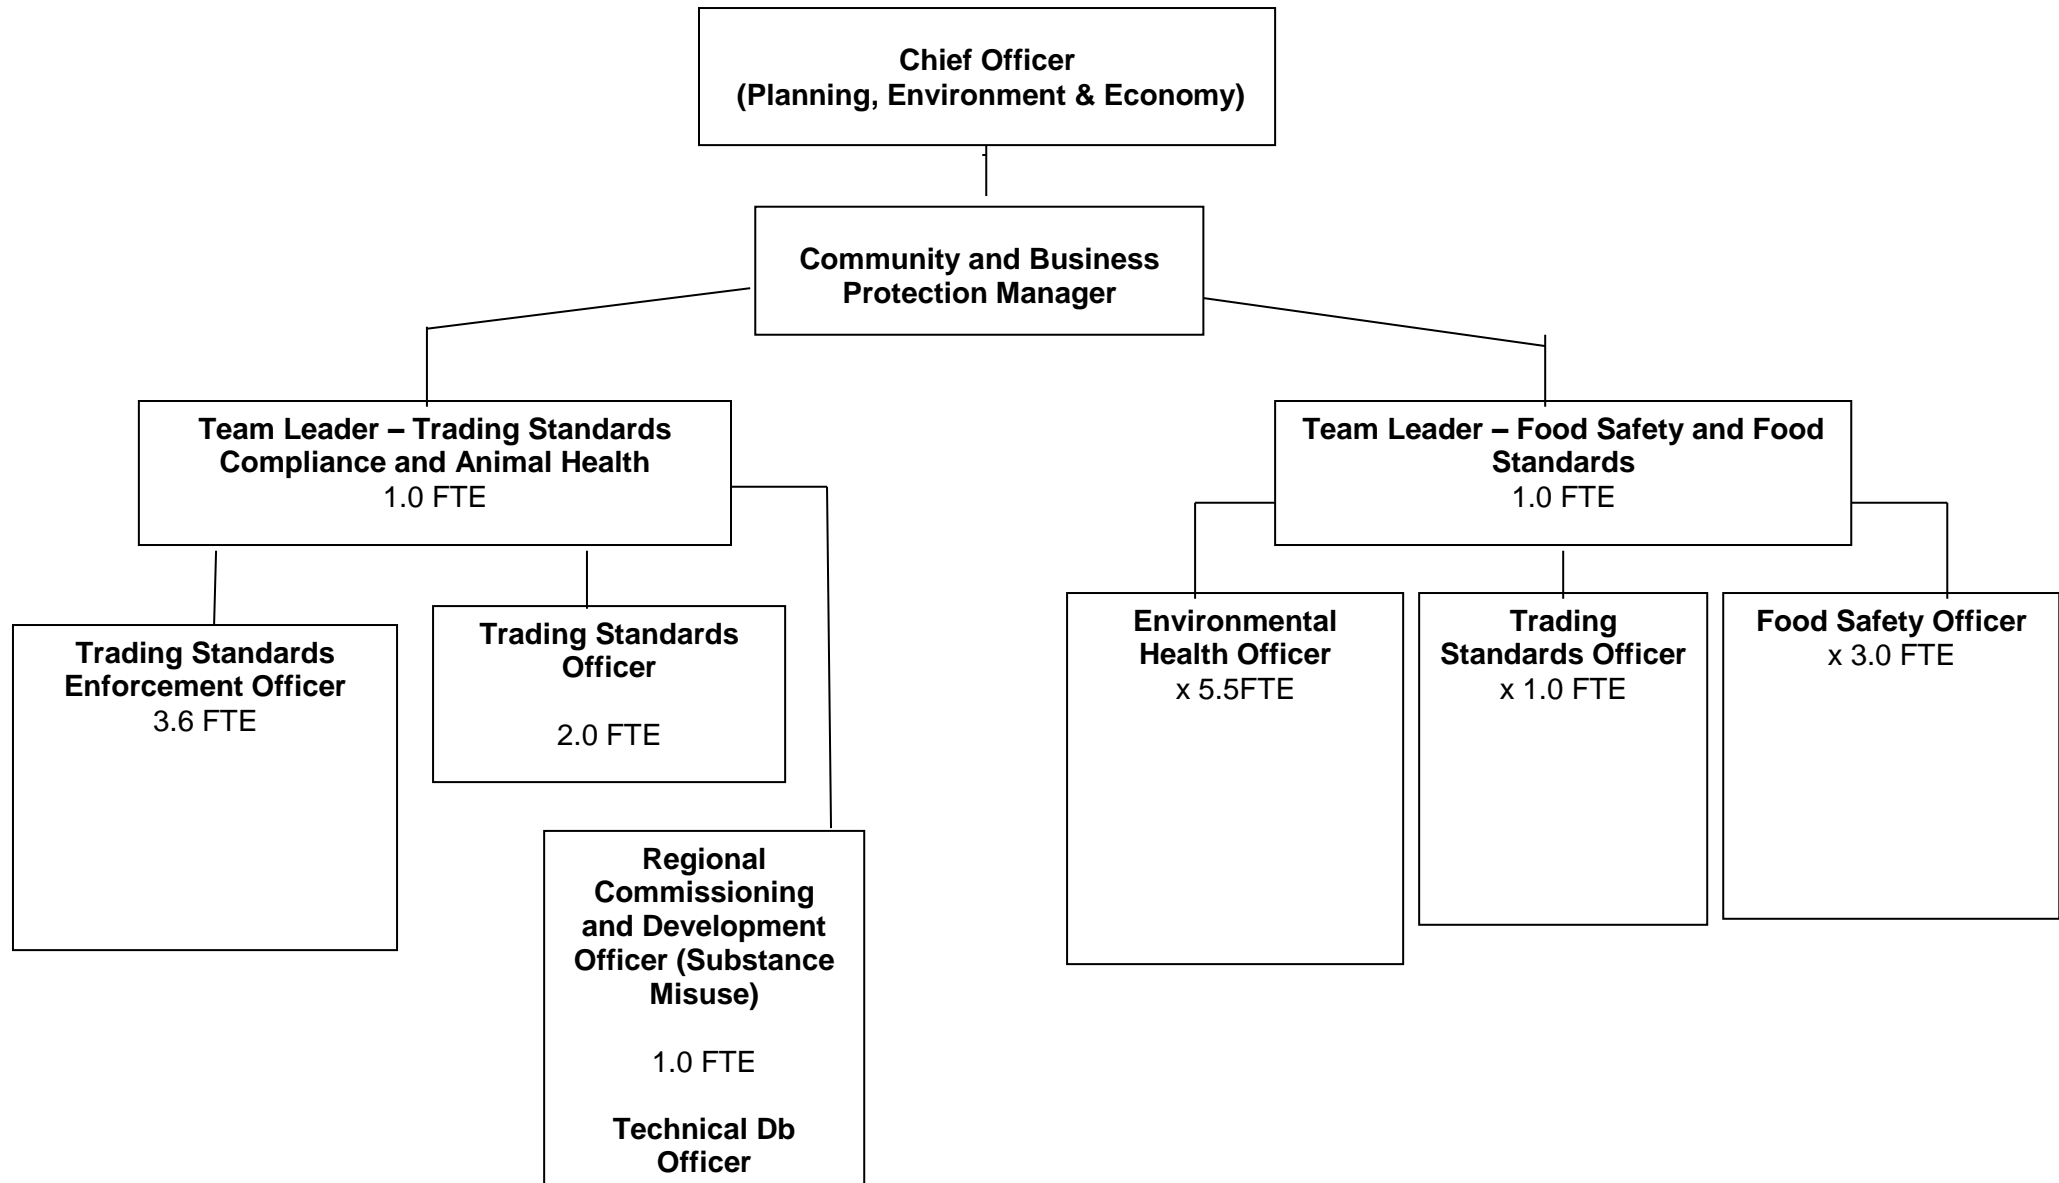 Chief Officer
(Planning, Environment & Economy)
Community and Business
Protection Manager
Team Leader – Trading Standards
Compliance and Animal Health
1.0 FTE
Team Leader – Food Safety and Food
Standards
1.0 FTE
Trading Standards
Enforcement Officer
3.6 FTE
Trading Standards
Officer
2.0 FTE
Regional
Commissioning
and Development
Officer (Substance
Misuse)
1.0 FTE
Technical Db
Officer
Environmental
Health Officer
x 5.5FTE
Trading
Standards Officer
x 1.0 FTE
Food Safety Officer
x 3.0 FTE